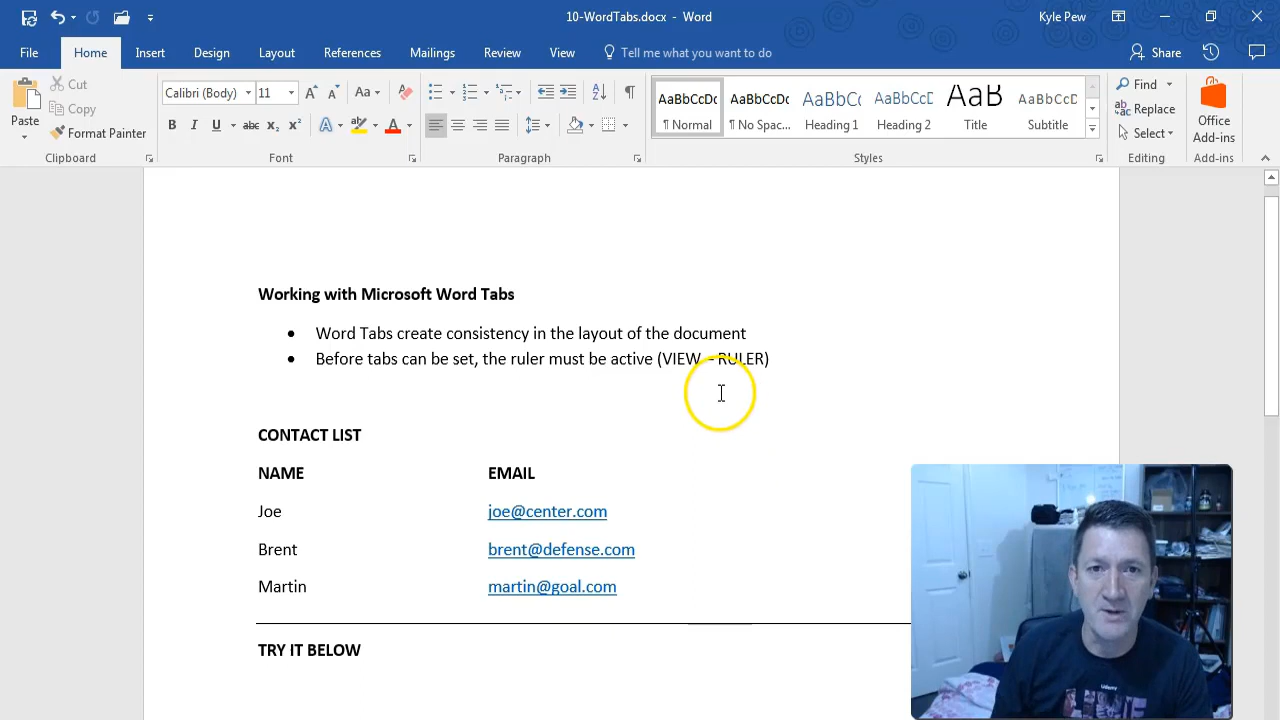 10-WordTabs.docx - Word
Kyle Pew
File Home Insert Design Layout References Mailings Review View Tell me what you want to do Share
Paste
Cut
Copy
Format Painter
Clipboard
Calibri (Body) 11
Font
Paragraph
AaBbCcDc AaBbCcDc AaBbC( AaBbCcD AaB AaBbCcD
¶ Normal ¶ No Spac... Heading 1 Heading 2 Title Subtitle
Styles
Find
Replace
Select
Editing
Office
Add-ins
Add-ins
Working with Microsoft Word Tabs
• Word Tabs create consistency in the layout of the document
• Before tabs can be set, the ruler must be active (VIEW – RULER)
CONTACT LIST
NAME EMAIL
Joe joe@center.com
Brent brent@defense.com
Martin martin@goal.com
TRY IT BELOW
udemy